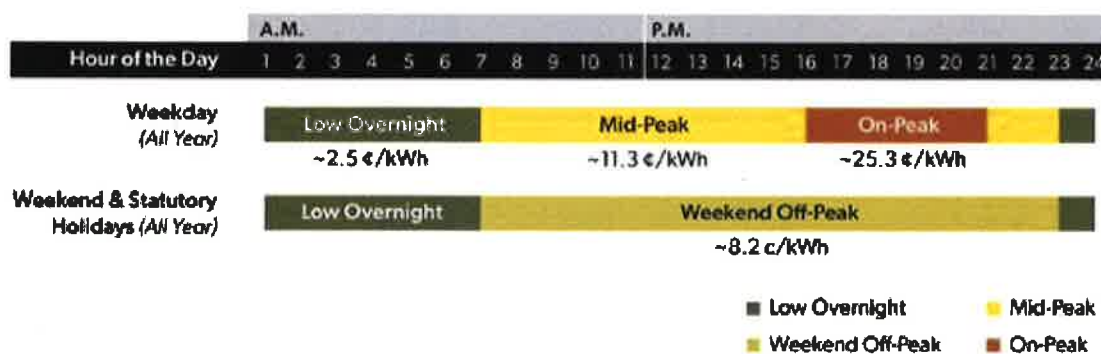 A.M. P.M.
Hour of the Day 1 2 3 4 5 6 7 8 9 10 11 12 13 14 15 16 17 18 19 20 21 22 23 24
Weekday
(All Year)
Low Overnight Mid-Peak On-Peak
~2.5 ¢/kWh ~11.3 ¢/kWh ~25.3 ¢/kWh
Weekend & Statutory
Holidays (All Year)
Low Overnight Weekend Off-Peak
~8.2 c/kWh
Low Overnight Mid-Peak
Weekend Off-Peak On-Peak